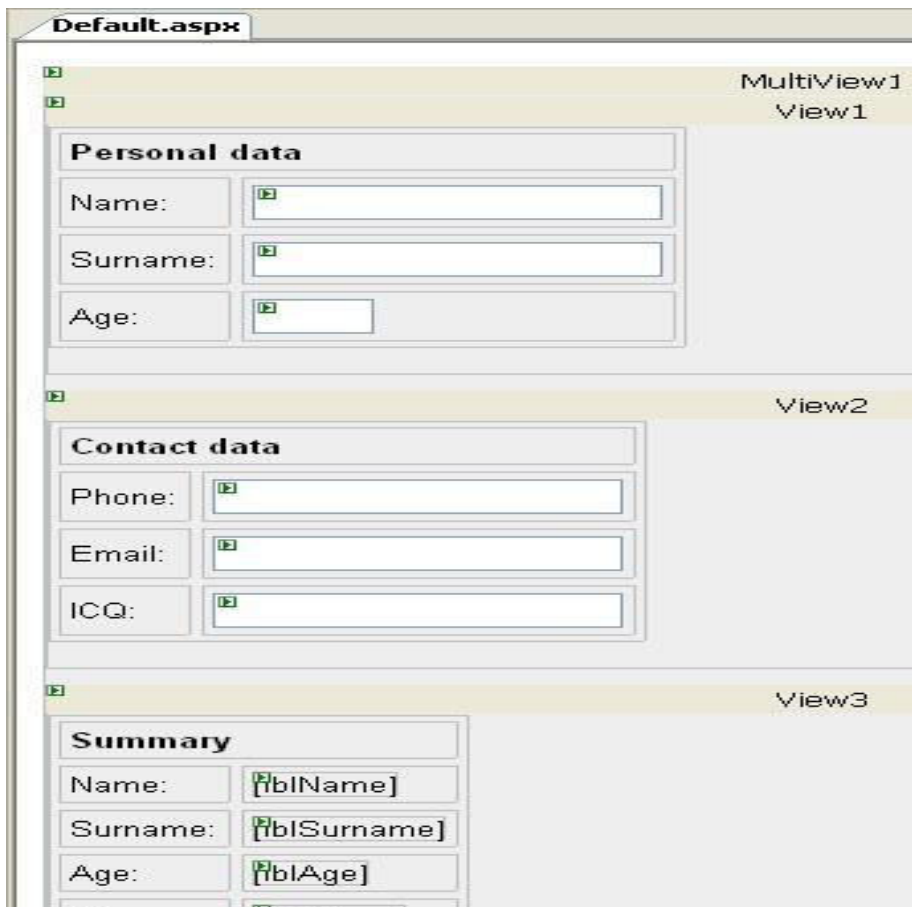 Default.aspx
MultiView1
View1
Personal data
Name:
Surname:
Age:
View2
Contact data
Phone:
Email:
ICQ:
View3
Summary
Name: [lblName]
Surname: [lblSurname]
Age: [lblAge]